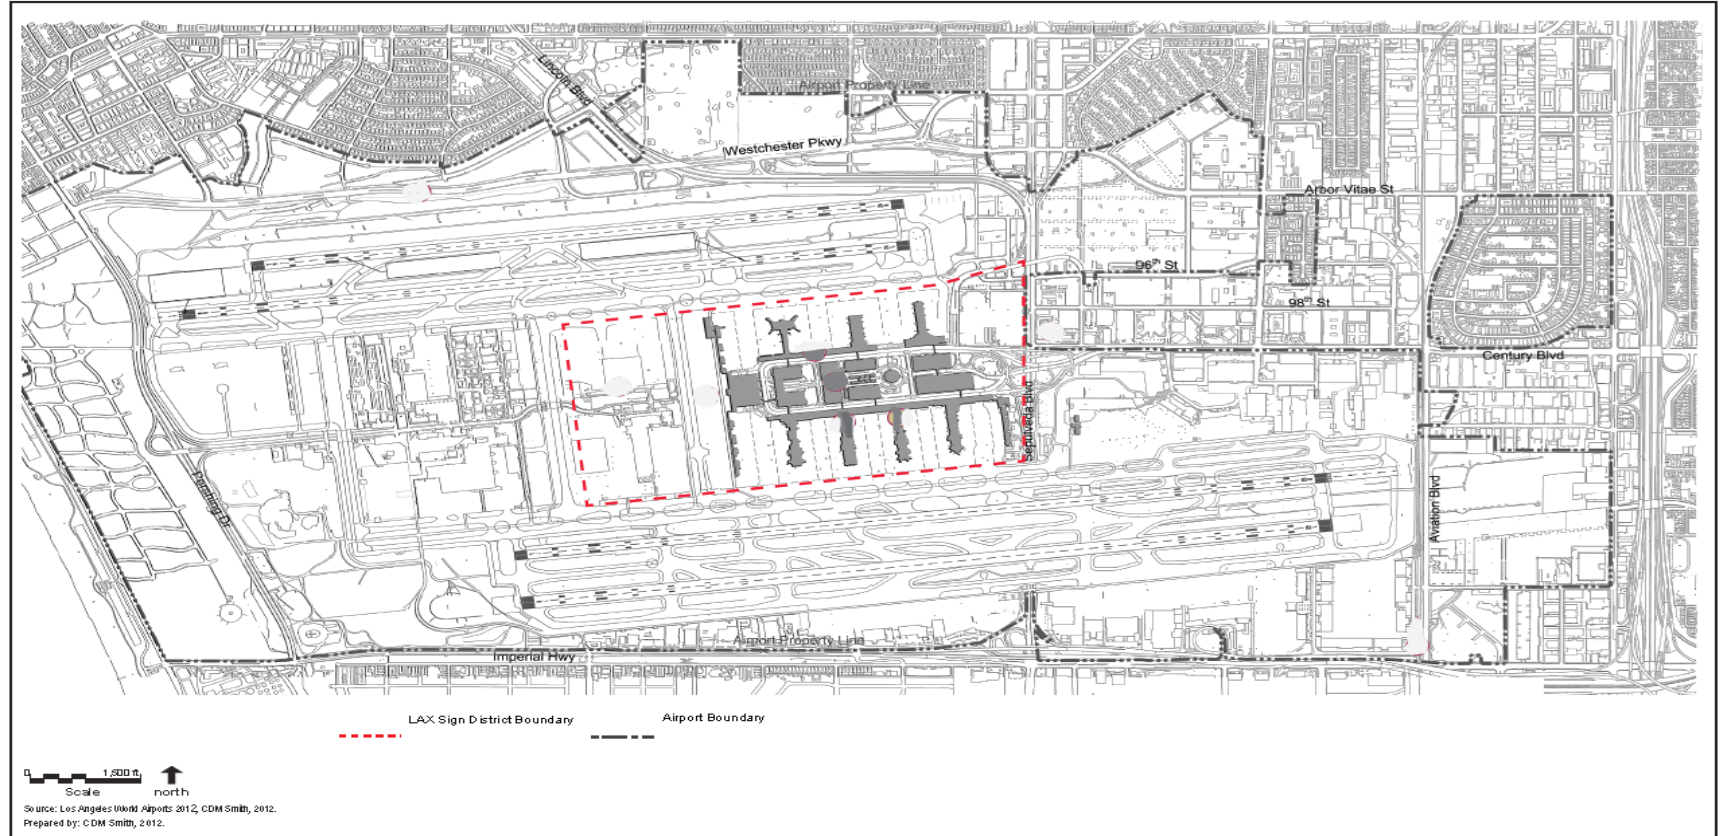 Lincoln Blvd
Airport Property Line
Westchester Pkwy
Arbor Vitae St
96th St
98th St
Century Blvd
Sepulveda Blvd
Pershing Dr
Aviation Blvd
Airport Property Line
Imperial Hwy
LAX Sign District Boundary
Airport Boundary
0 1,500 ft
Scale
north
Source: Los Angeles World Airports 2012, CDM Smith, 2012.
Prepared by: CDM Smith, 2012.